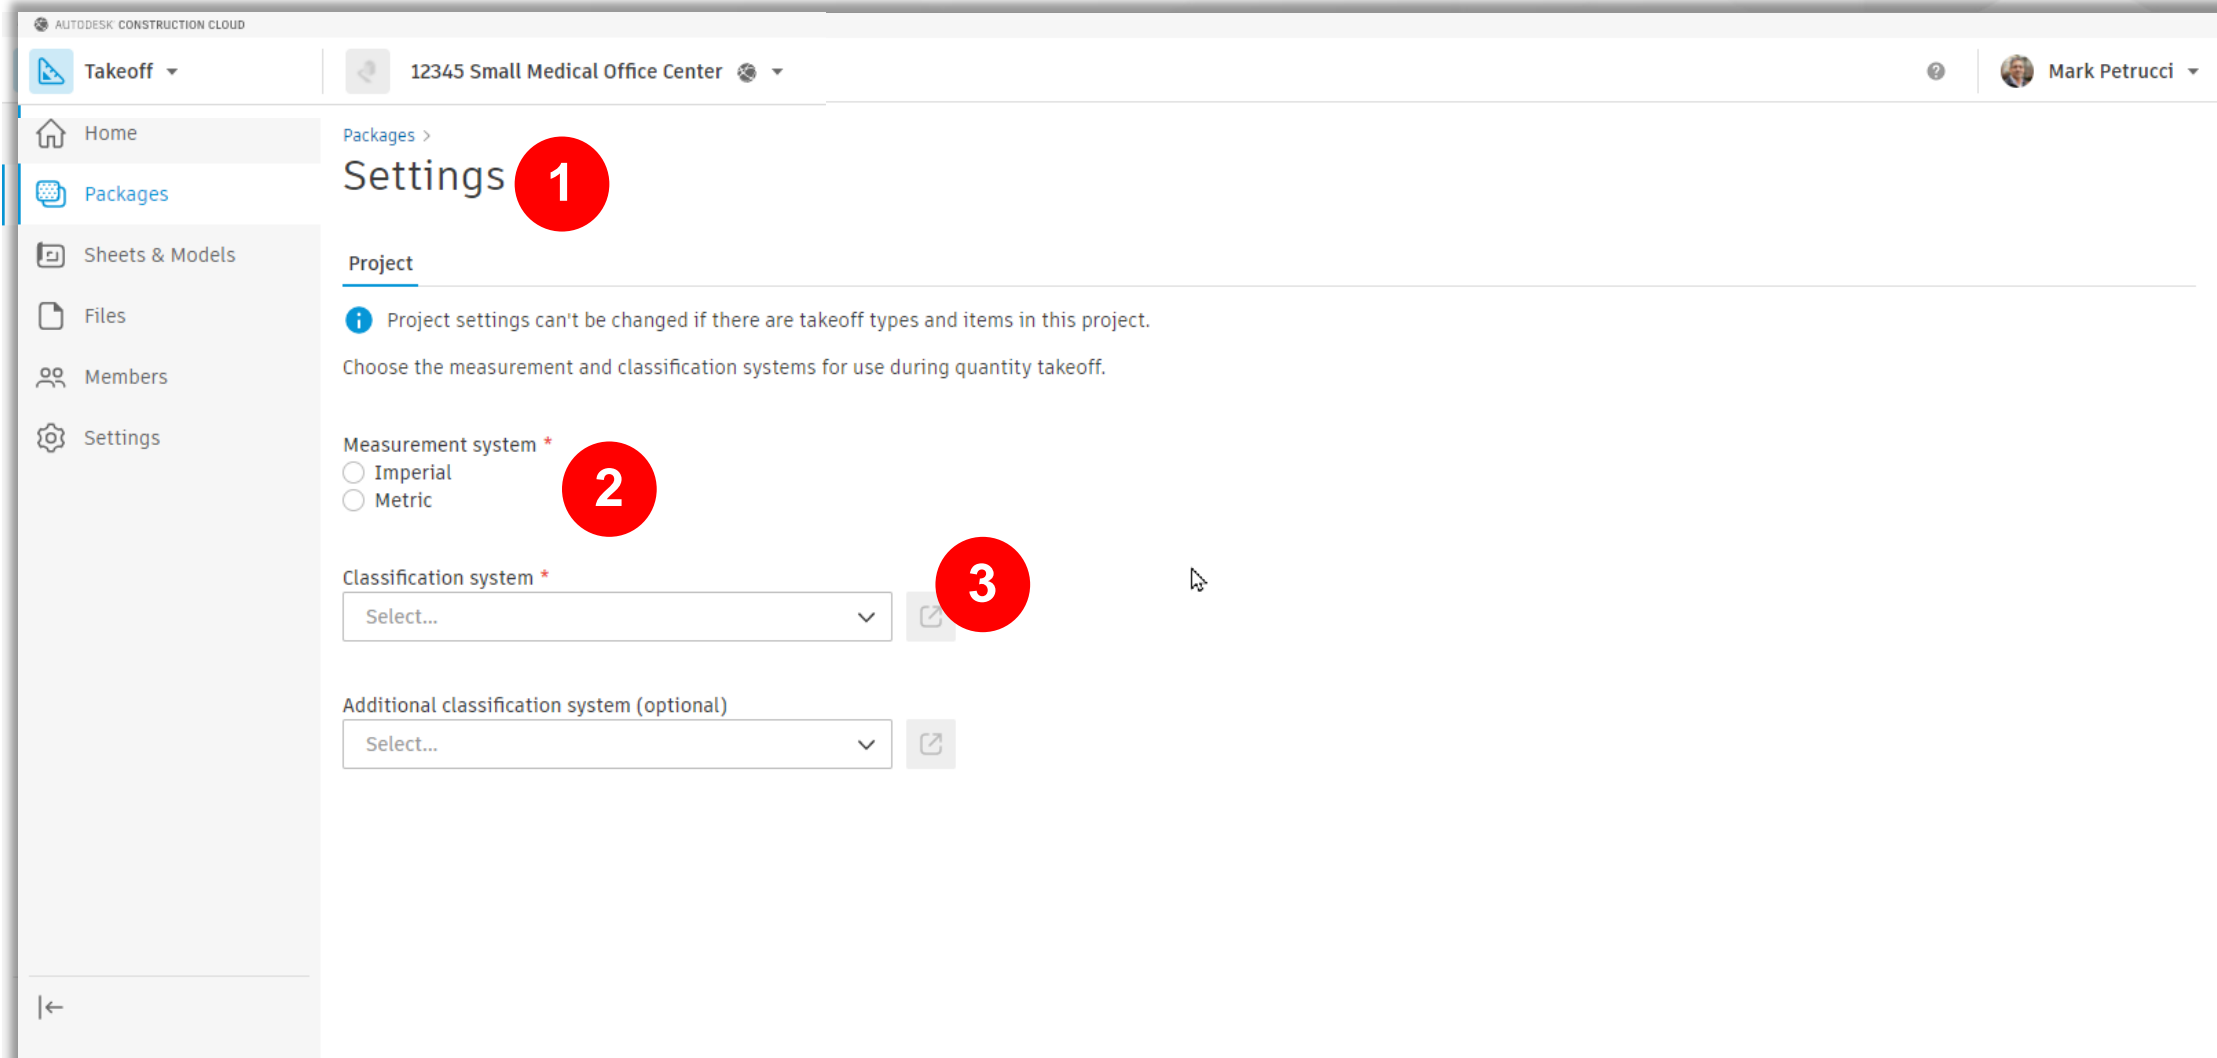 AUTODESK CONSTRUCTION CLOUD
Takeoff
12345 Small Medical Office Center
Mark Petrucci
Home
Packages
Sheets & Models
Files
Members
Settings
Packages >
Settings
1
Project
Project settings can't be changed if there are takeoff types and items in this project.
Choose the measurement and classification systems for use during quantity takeoff.
Measurement system *
Imperial
Metric
2
Classification system *
3
Select...
Additional classification system (optional)
Select...